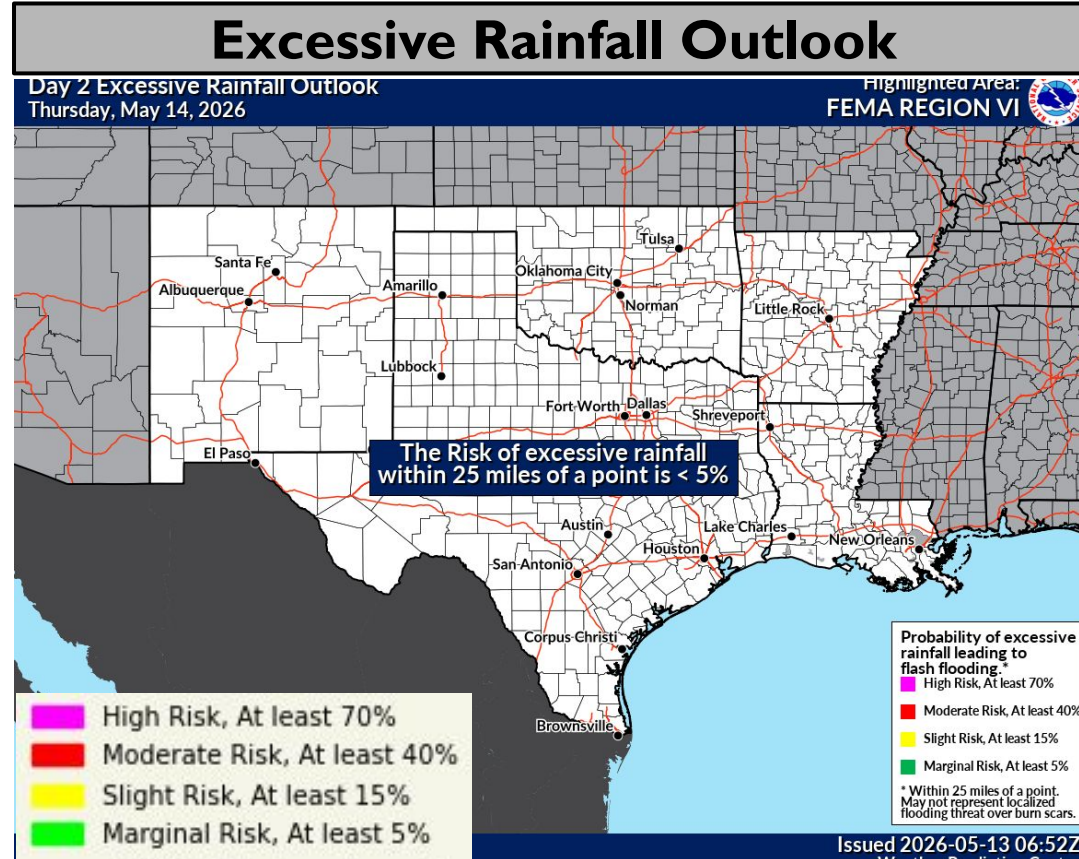 Excessive Rainfall Outlook
Day 2 Excessive Rainfall Outlook
Thursday, May 14, 2026
Highlighted Area:
FEMA REGION VI
Tulsa
Santa Fe
Oklahoma City
Albuquerque
Amarillo
Norman
Little Rock
Lubbock
Fort Worth
Dallas
Shreveport
El Paso
The Risk of excessive rainfall
within 25 miles of a point is < 5%
Austin
Lake Charles
Houston
New Orleans
San Antonio
Corpus Christi
Brownsville
Probability of excessive
rainfall leading to
flash flooding.*
High Risk, At least 70%
Moderate Risk, At least 40%
Slight Risk, At least 15%
Marginal Risk, At least 5%
* Within 25 miles of a point.
May not represent localized
flooding threat over burn scars.
High Risk, At least 70%
Moderate Risk, At least 40%
Slight Risk, At least 15%
Marginal Risk, At least 5%
Issued 2026-05-13 06:52Z